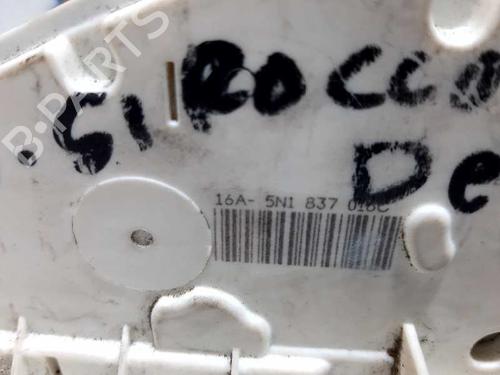 B-PARTS
.SIROCCO
De
16A- 5N1 837 016C